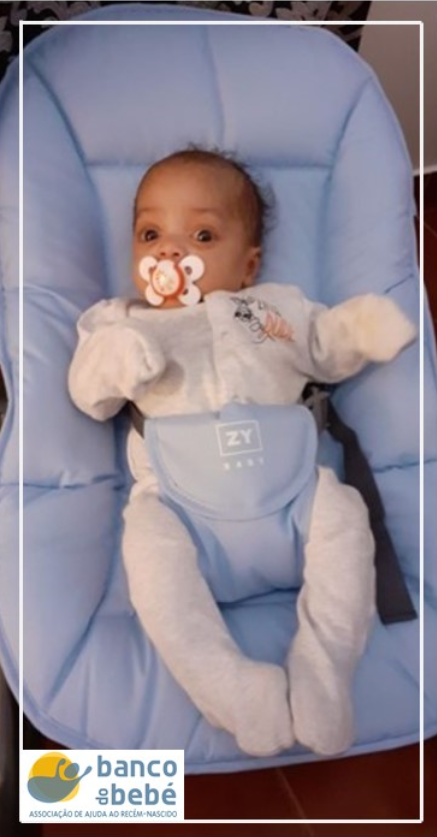 ZY
BABY
banco
do bebé
ASSOCIAÇÃO DE AJUDA AO RECÉM-NASCIDO